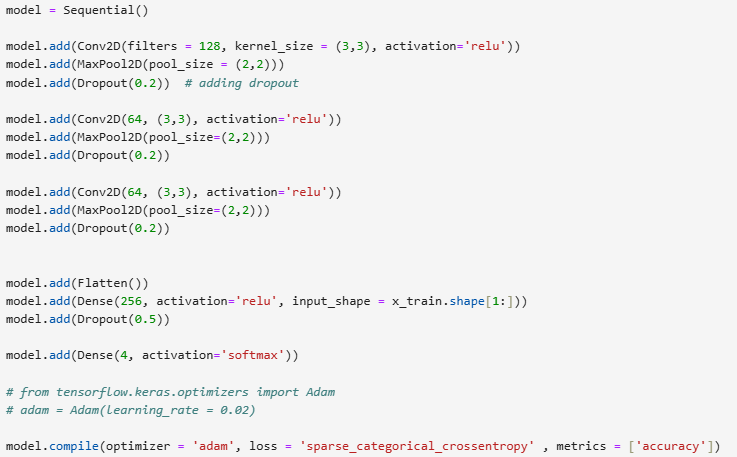 model = Sequential()
model.add(Conv2D(filters = 128, kernel_size = (3,3), activation='relu'))
model.add(MaxPool2D(pool_size = (2,2)))
model.add(Dropout(0.2))  # adding dropout
model.add(Conv2D(64, (3,3), activation='relu'))
model.add(MaxPool2D(pool_size=(2,2)))
model.add(Dropout(0.2))
model.add(Conv2D(64, (3,3), activation='relu'))
model.add(MaxPool2D(pool_size=(2,2)))
model.add(Dropout(0.2))
model.add(Flatten())
model.add(Dense(256, activation='relu', input_shape = x_train.shape[1:]))
model.add(Dropout(0.5))
model.add(Dense(4, activation='softmax'))
# from tensorflow.keras.optimizers import Adam
# adam = Adam(learning_rate = 0.02)
model.compile(optimizer = 'adam', loss = 'sparse_categorical_crossentropy' , metrics = ['accuracy'])